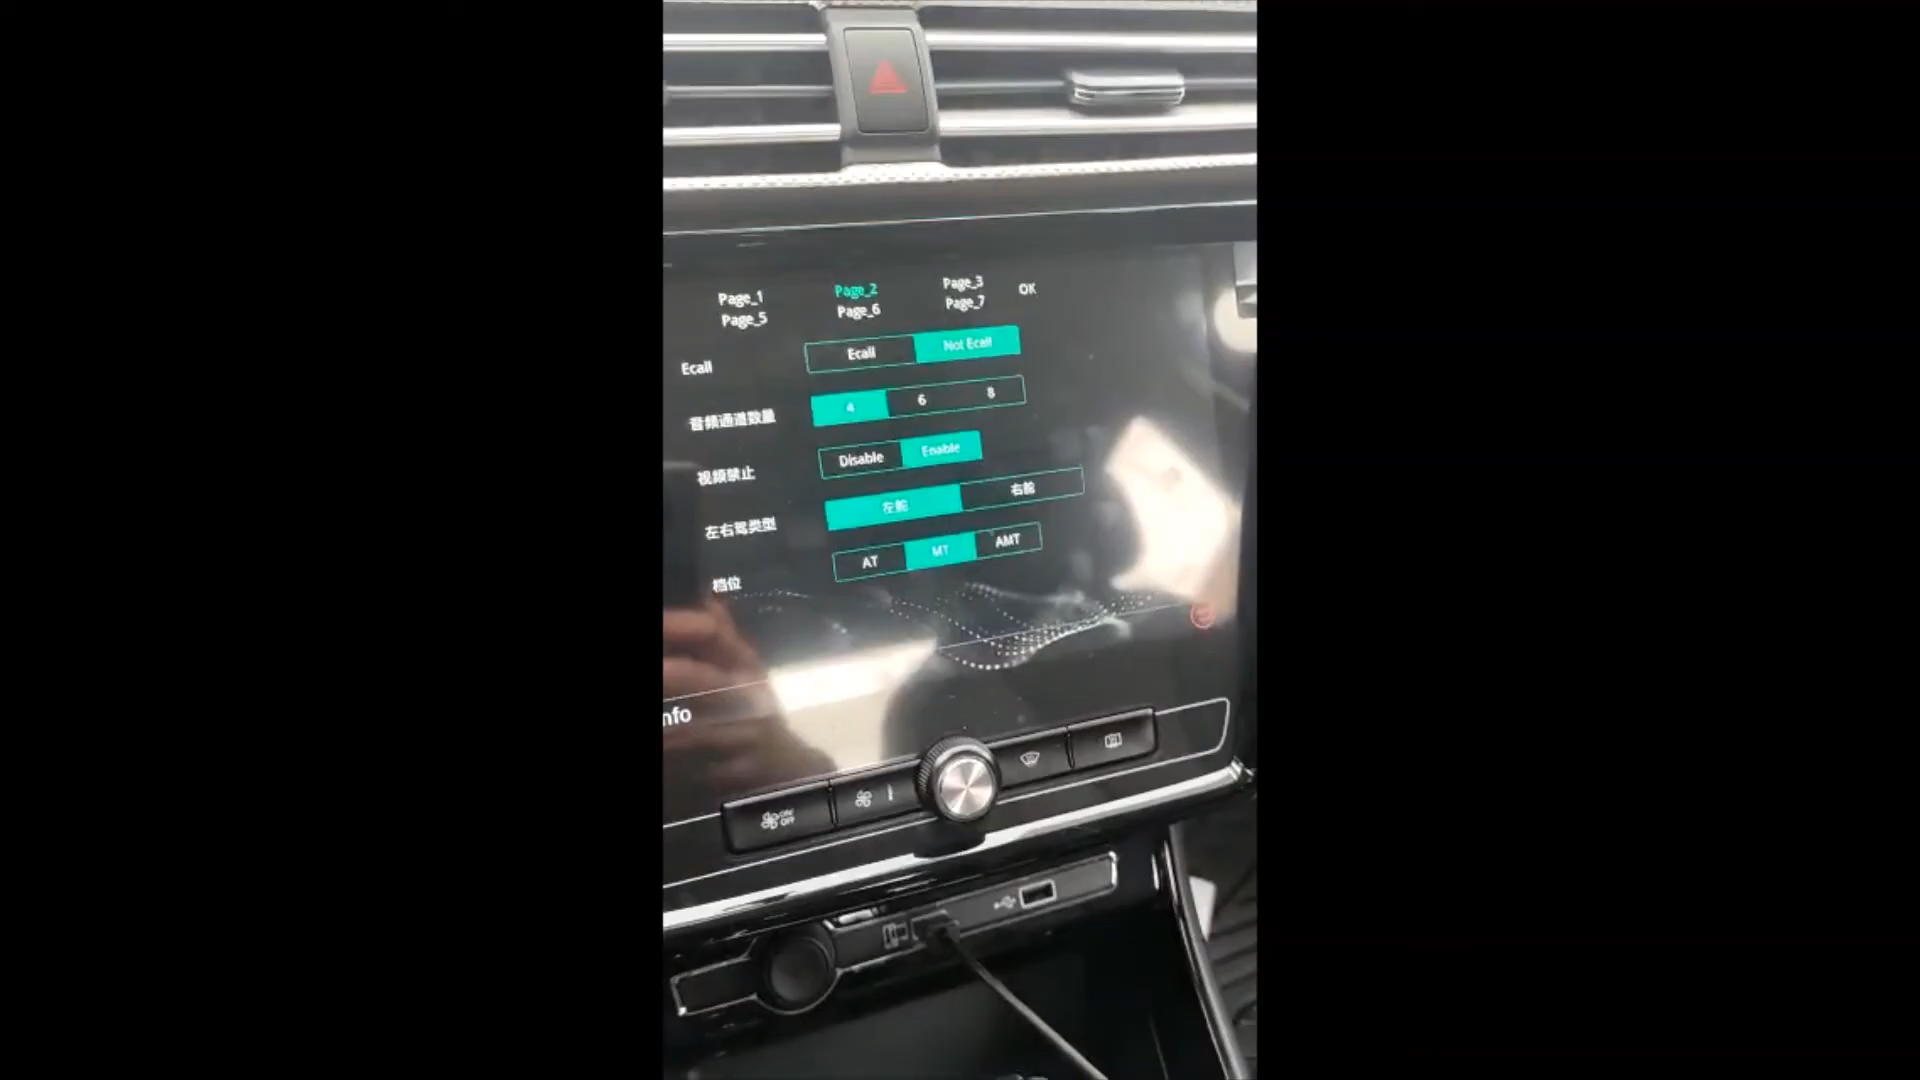 Page_1 Page_2 Page_3 OK
Page_5 Page_6 Page_7
Ecall Ecall Not Ecall
音频通道数量 4 6 8
视频禁止 Disable Enable
左右驾类型 左舵 右舵
档位 AT MT AMT
nfo
ON/OFF